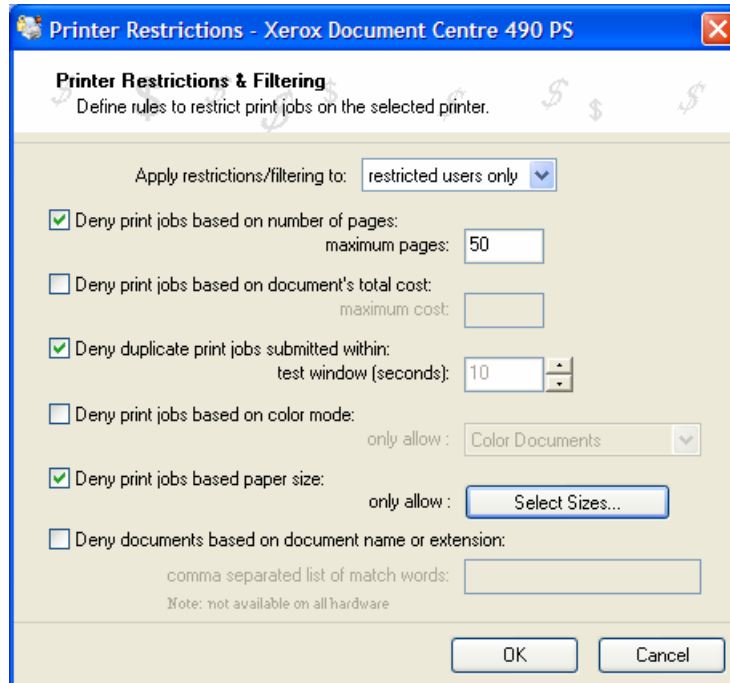 Printer Restrictions - Xerox Document Centre 490 PS
Printer Restrictions & Filtering
Define rules to restrict print jobs on the selected printer.
Apply restrictions/filtering to: restricted users only
Deny print jobs based on number of pages:
maximum pages: 50
Deny print jobs based on document's total cost:
maximum cost:
Deny duplicate print jobs submitted within:
test window (seconds): 10
Deny print jobs based on color mode:
only allow : Color Documents
Deny print jobs based paper size:
only allow : Select Sizes...
Deny documents based on document name or extension:
comma separated list of match words:
Note: not available on all hardware
OK Cancel